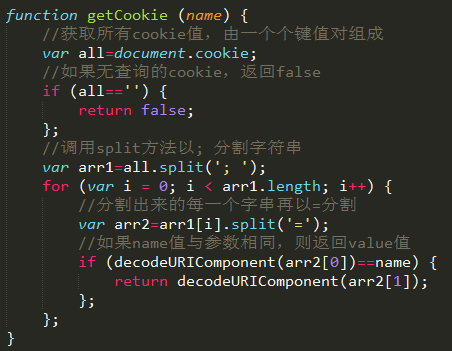 function getCookie (name) {
    //获取所有cookie值，由一个个键值对组成
    var all=document.cookie;
    //如果无查询的cookie，返回false
    if (all=='') {
        return false;
    };
    //调用split方法以; 分割字符串
    var arr1=all.split('; ');
    for (var i = 0; i < arr1.length; i++) {
        //分割出来的每一个字串再以=分割
        var arr2=arr1[i].split('=');
        //如果name值与参数相同，则返回value值
        if (decodeURIComponent(arr2[0])==name) {
            return decodeURIComponent(arr2[1]);
        };
    };
}